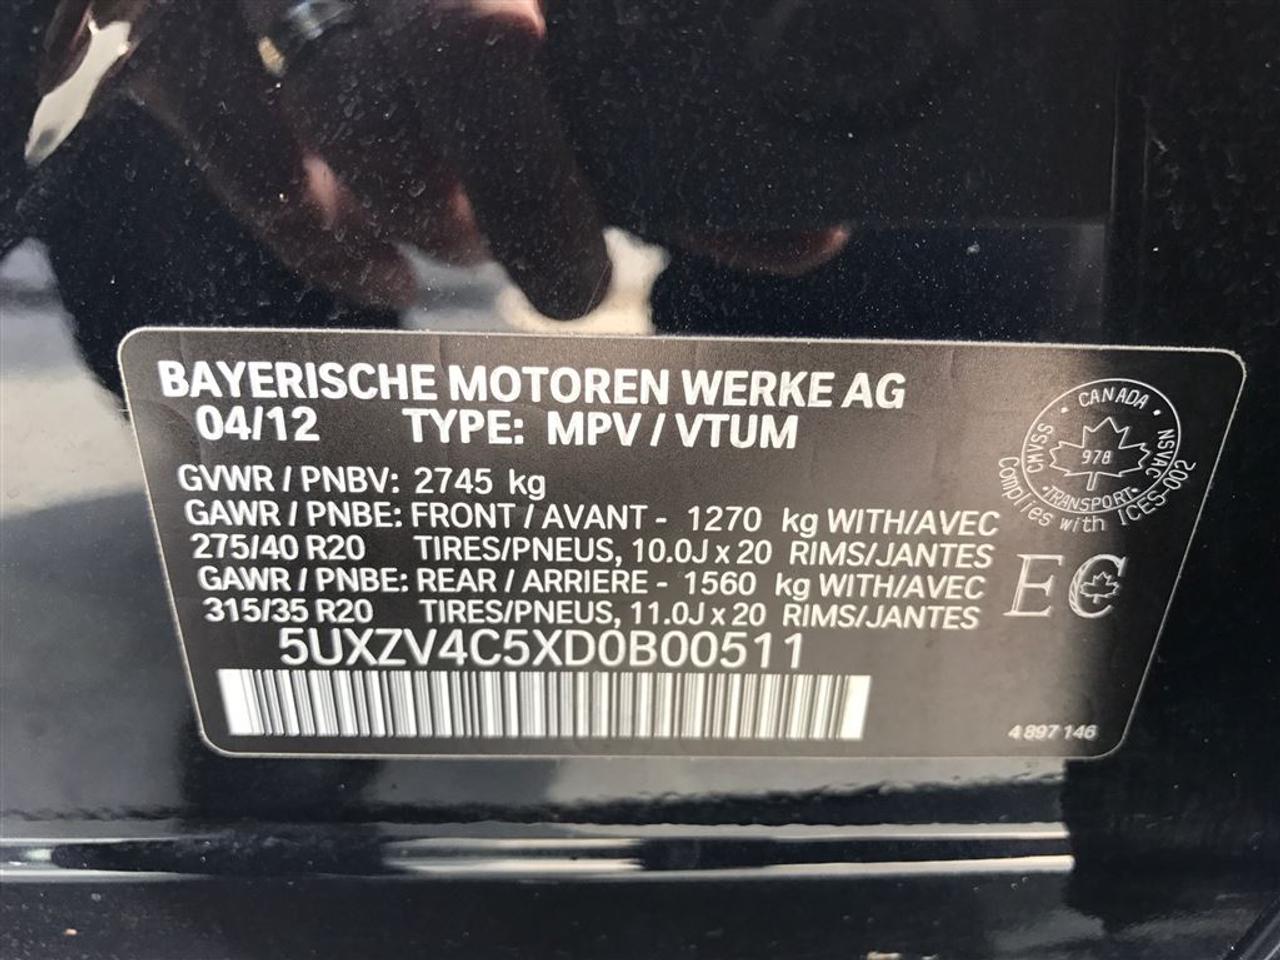 BAYERISCHE MOTOREN WERKE AG
04/12 TYPE: MPV / VTUM
GVWR / PNBV: 2745 kg
GAWR / PNBE: FRONT / AVANT - 1270 kg WITH/AVEC
275/40 R20 TIRES/PNEUS, 10.0J x 20 RIMS/JANTES
GAWR / PNBE: REAR / ARRIERE - 1560 kg WITH/AVEC
315/35 R20 TIRES/PNEUS, 11.0J x 20 RIMS/JANTES
5UXZV4C5XD0B00511
CANADA
CMVSS
NSVAC
978
TRANSPORT
Complies with ICES-002
EC
4 897 146